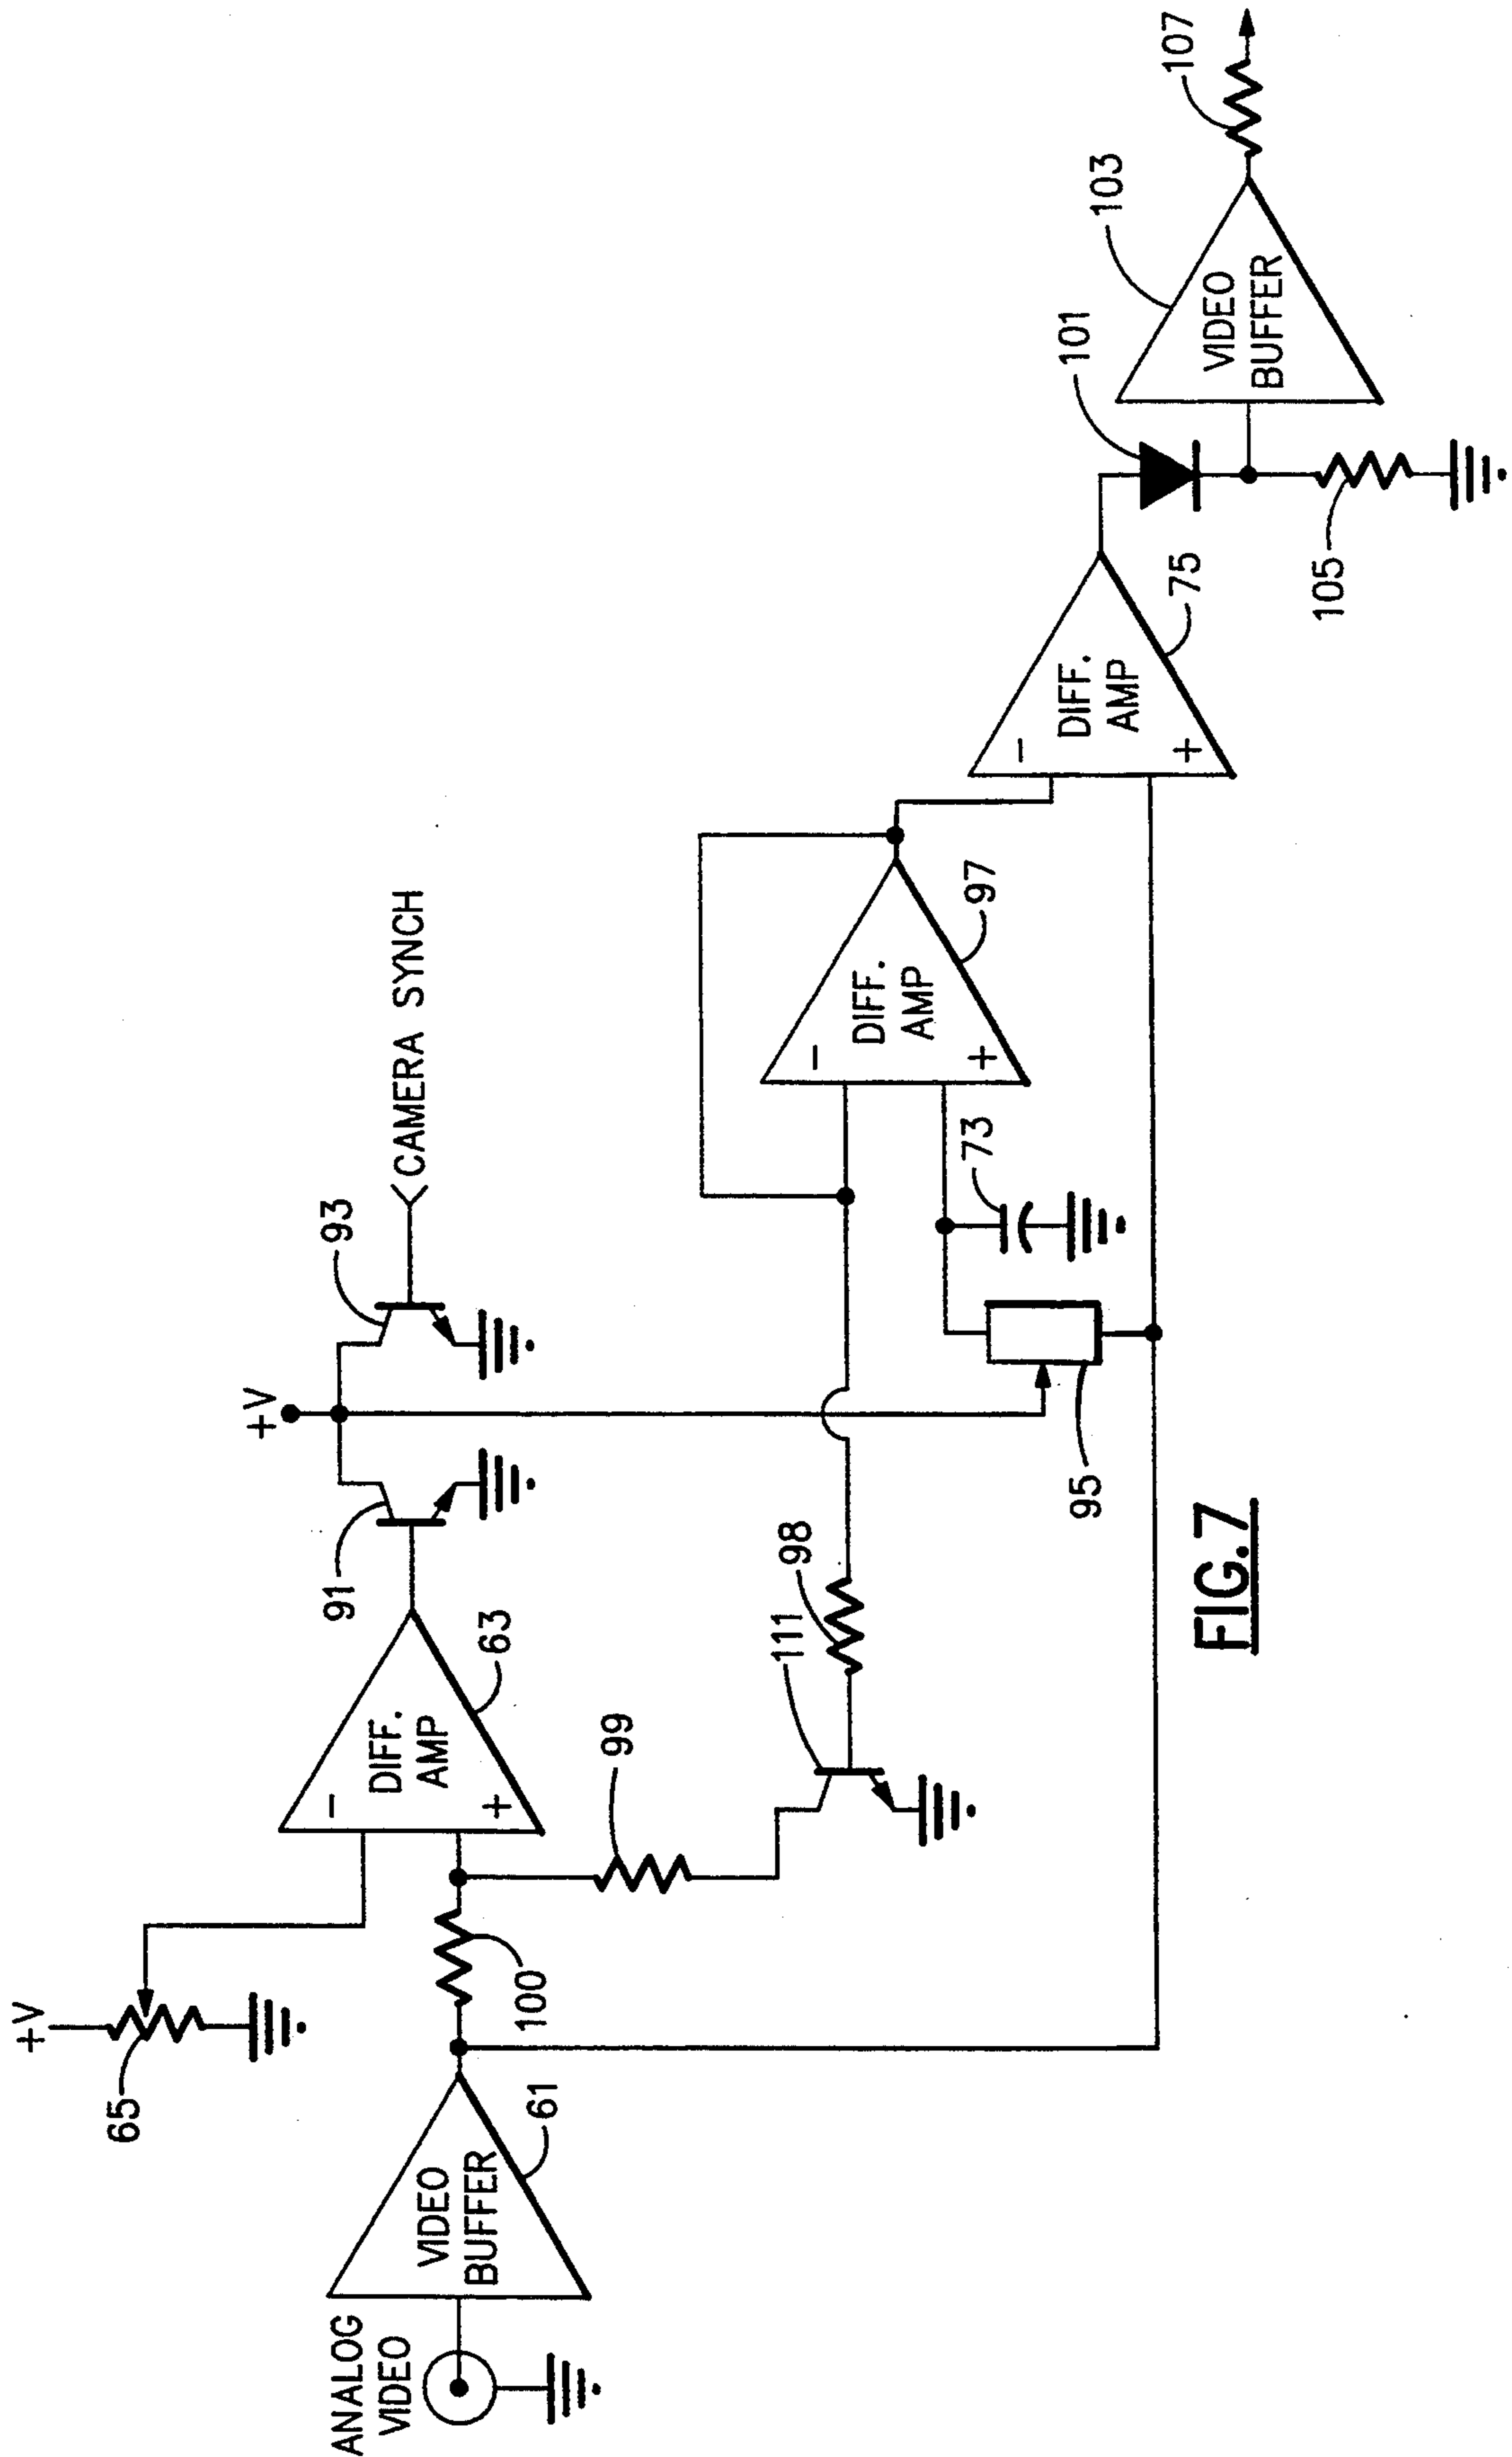 ANALOG
VIDEO
VIDEO
BUFFER
61
+V
65
100
DIFF.
AMP
-
+
63
99
111
98
91
+V
93
CAMERA SYNCH
95
73
DIFF.
AMP
-
+
97
DIFF.
AMP
-
+
75
101
105
VIDEO
BUFFER
103
107
FIG.7